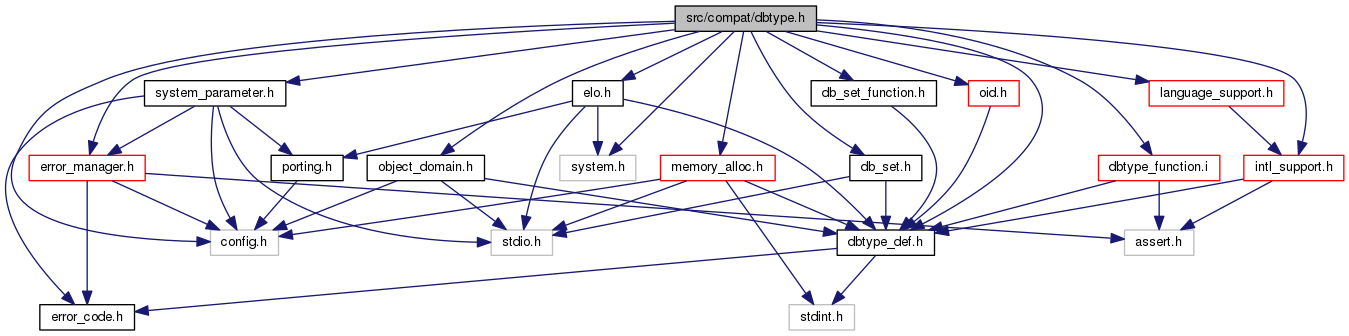 src/compat/dbtype.h
system_parameter.h
elo.h
db_set_function.h
oid.h
language_support.h
error_manager.h
porting.h
object_domain.h
system.h
memory_alloc.h
db_set.h
dbtype_function.i
intl_support.h
config.h
stdio.h
dbtype_def.h
assert.h
error_code.h
stdint.h